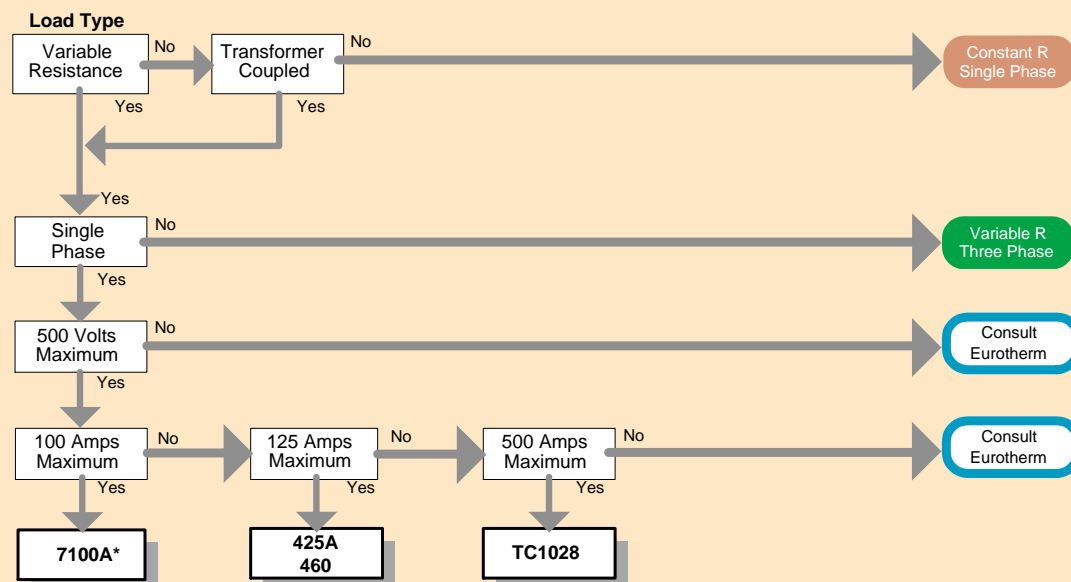 Load Type
Variable
Resistance
No
Transformer
Coupled
No
Constant R
Single Phase
Yes
Yes
Yes
Single
Phase
No
Variable R
Three Phase
Yes
500 Volts
Maximum
No
Consult
Eurotherm
Yes
100 Amps
Maximum
No
125 Amps
Maximum
No
500 Amps
Maximum
No
Consult
Eurotherm
Yes
Yes
Yes
7100A*
425A
460
TC1028